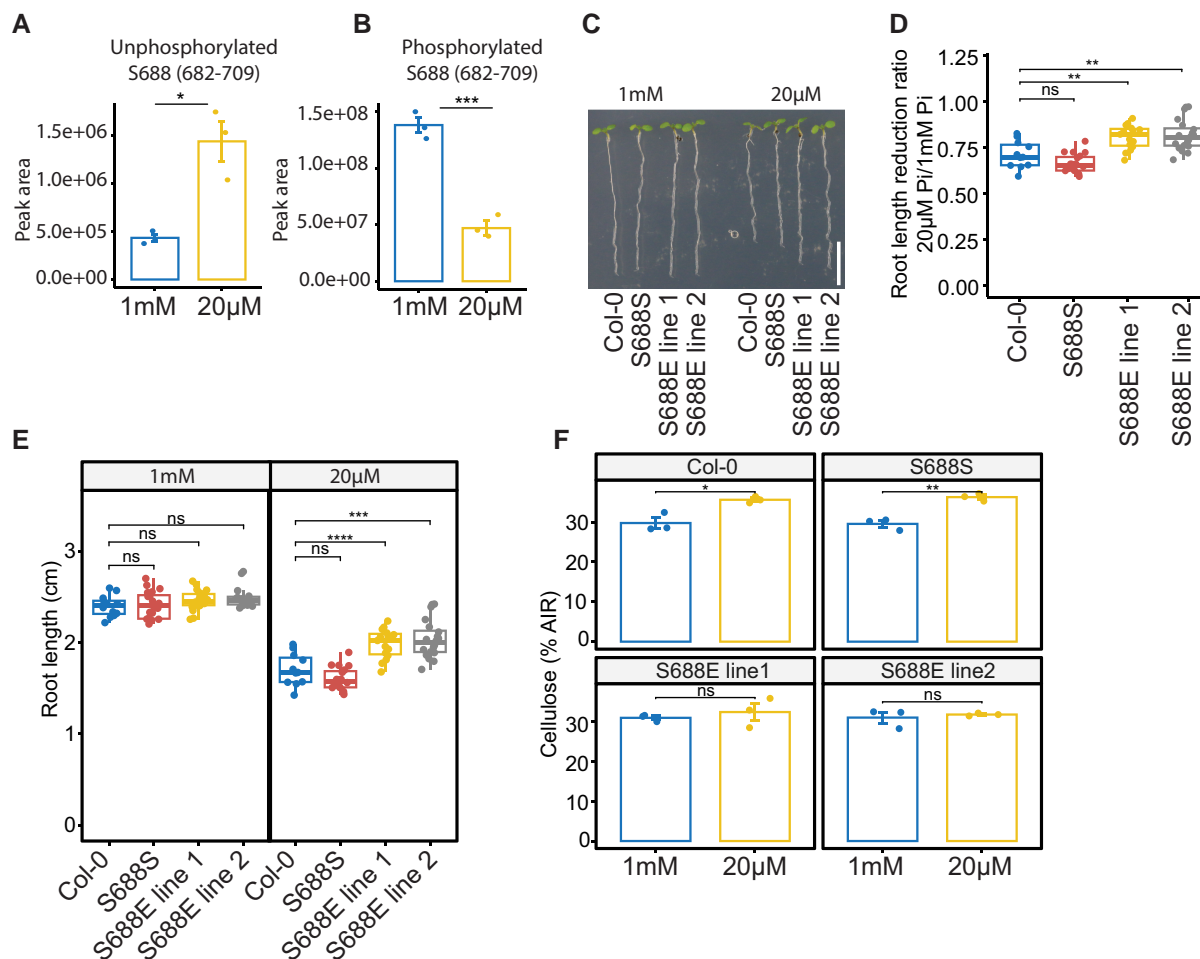 A
Unphosphorylated
S688 (682-709)
*
Peak area
1.5e+06
1.0e+06
5.0e+05
0.0e+00
1mM
20µM
B
Phosphorylated
S688 (682-709)
***
Peak area
1.5e+08
1.0e+08
5.0e+07
0.0e+00
1mM
20µM
C
1mM
20µM
Col-0
S688S
S688E line 1
S688E line 2
Col-0
S688S
S688E line 1
S688E line 2
D
Root length reduction ratio
20µM Pi/1mM Pi
1.25
1.00
0.75
0.50
0.25
0.00
**
**
ns
Col-0
S688S
S688E line 1
S688E line 2
E
Root length (cm)
3
2
1
0
1mM
ns
ns
ns
20µM
***
****
ns
Col-0
S688S
S688E line 1
S688E line 2
Col-0
S688S
S688E line 1
S688E line 2
F
Cellulose (% AIR)
Col-0
*
S688S
**
30
20
10
0
S688E line1
ns
S688E line2
ns
30
20
10
0
1mM
20µM
1mM
20µM